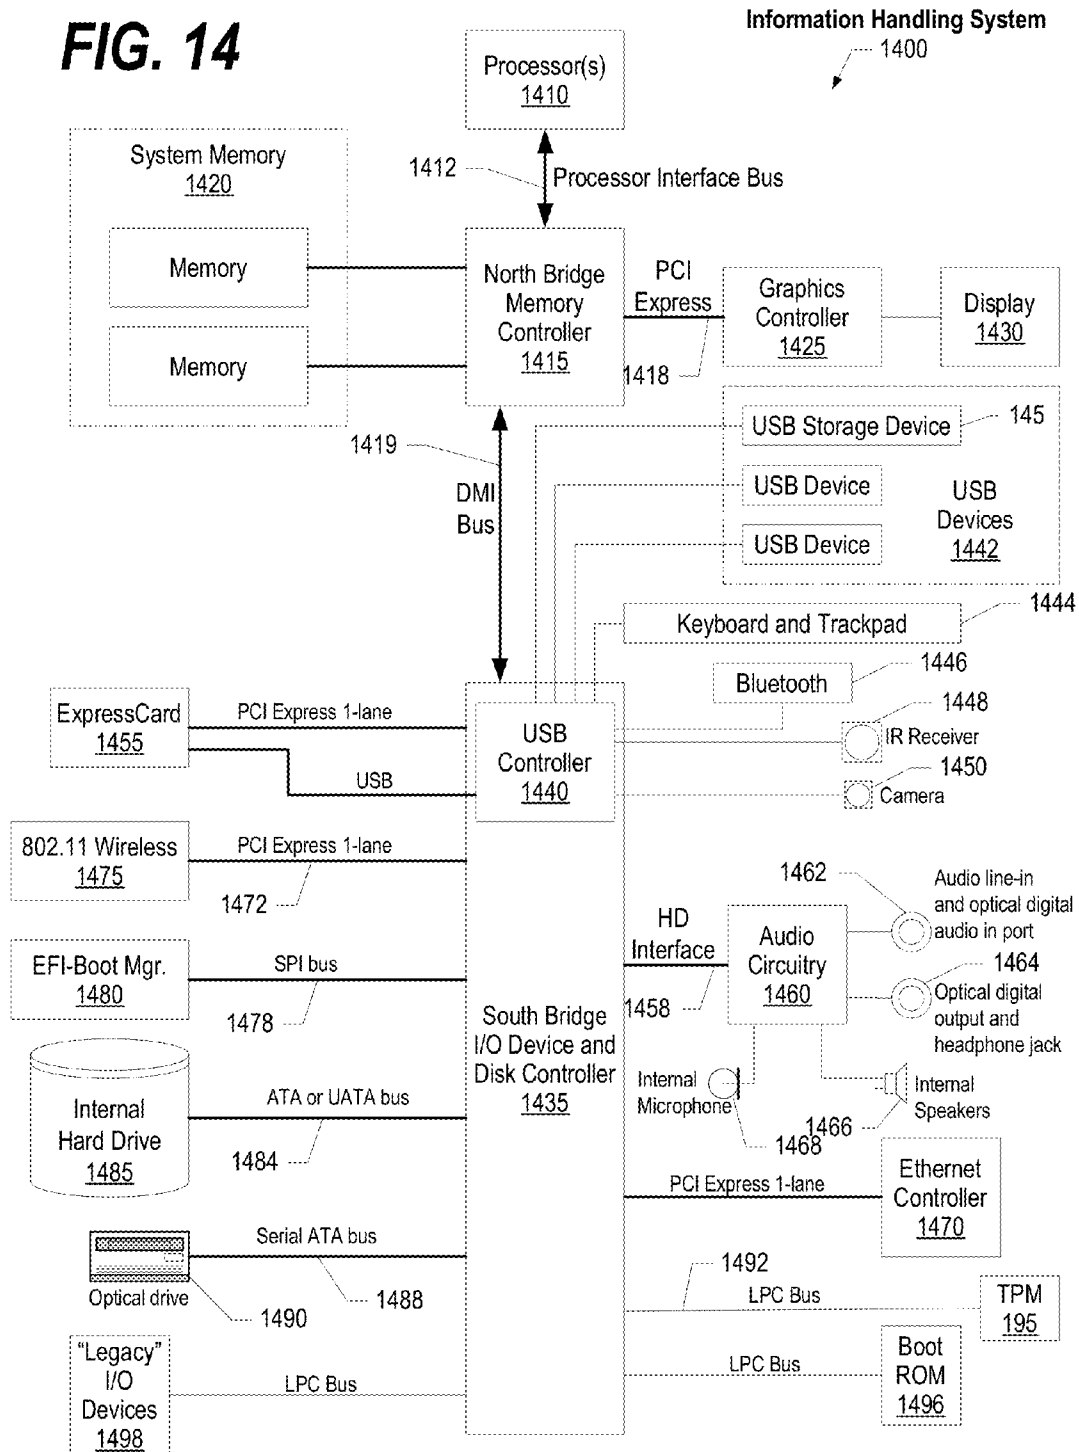 FIG. 14
Information Handling System
1400
Processor(s)
1410
System Memory
1420
1412
Processor Interface Bus
Memory
Memory
North Bridge
Memory
Controller
1415
PCI
Express
1418
Graphics
Controller
1425
Display
1430
1419
DMI
Bus
USB Storage Device
145
USB Device
USB Device
USB
Devices
1442
Keyboard and Trackpad
1444
Bluetooth
1446
1448
IR Receiver
1450
Camera
ExpressCard
1455
PCI Express 1-lane
USB
USB
Controller
1440
802.11 Wireless
1475
PCI Express 1-lane
1472
EFI-Boot Mgr.
1480
SPI bus
1478
South Bridge
I/O Device and
Disk Controller
1435
HD
Interface
1458
Audio
Circuitry
1460
1462
Audio line-in
and optical digital
audio in port
1464
Optical digital
output and
headphone jack
Internal
Microphone
1468
1466
Internal
Speakers
Internal
Hard Drive
1485
ATA or UATA bus
1484
PCI Express 1-lane
Ethernet
Controller
1470
Optical drive
1490
Serial ATA bus
1488
1492
LPC Bus
TPM
195
"Legacy"
I/O
Devices
1498
LPC Bus
LPC Bus
Boot
ROM
1496